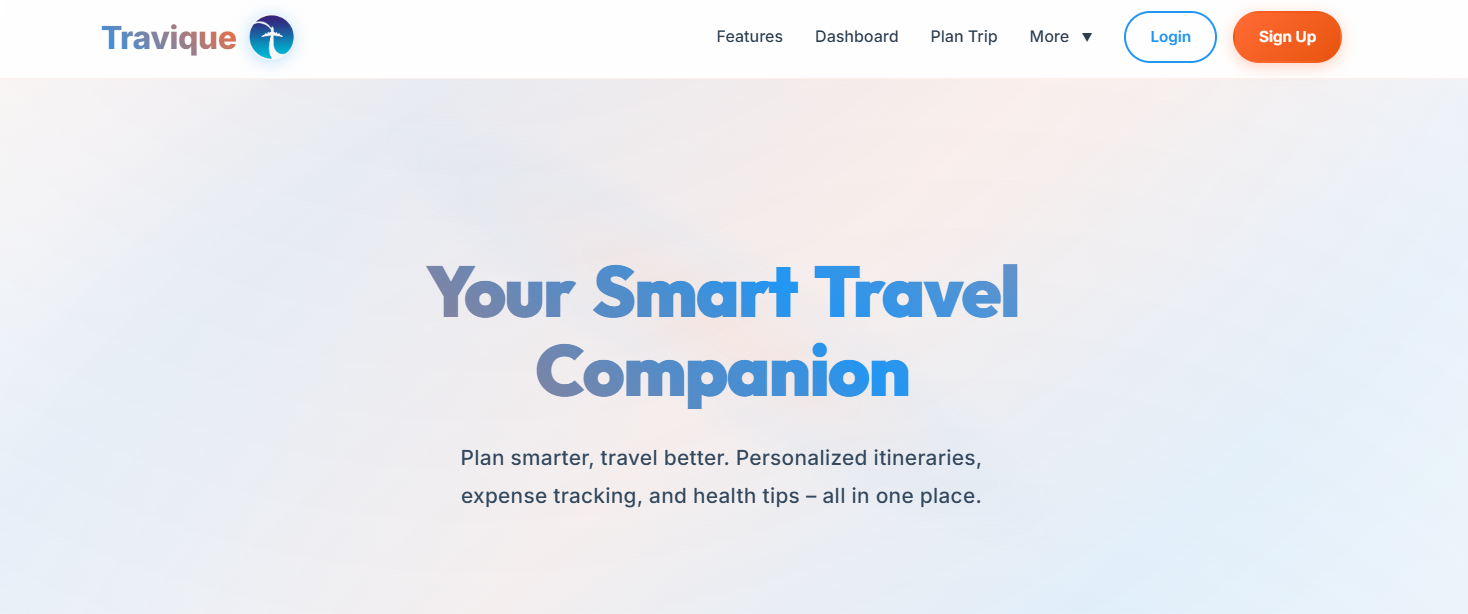 Travique
Features Dashboard Plan Trip More ▼ Login Sign Up
Your Smart Travel
Companion
Plan smarter, travel better. Personalized itineraries,
expense tracking, and health tips – all in one place.